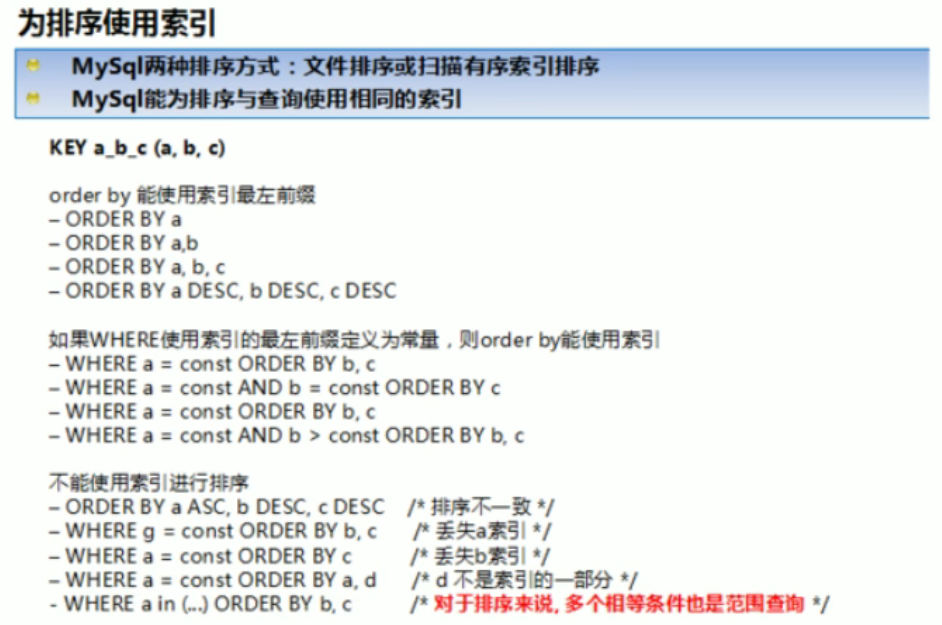 为排序使用索引
MySql两种排序方式：文件排序或扫描有序索引排序
MySql能为排序与查询使用相同的索引
KEY a_b_c (a, b, c)
order by 能使用索引最左前缀
– ORDER BY a
– ORDER BY a,b
– ORDER BY a, b, c
– ORDER BY a DESC, b DESC, c DESC
如果WHERE使用索引的最左前缀定义为常量，则order by能使用索引
– WHERE a = const ORDER BY b, c
– WHERE a = const AND b = const ORDER BY c
– WHERE a = const ORDER BY b, c
– WHERE a = const AND b > const ORDER BY b, c
不能使用索引进行排序
– ORDER BY a ASC, b DESC, c DESC /* 排序不一致 */
– WHERE g = const ORDER BY b, c /* 丢失a索引 */
– WHERE a = const ORDER BY c /* 丢失b索引 */
– WHERE a = const ORDER BY a, d /* d 不是索引的一部分 */
- WHERE a in (...) ORDER BY b, c /* 对于排序来说, 多个相等条件也是范围查询 */